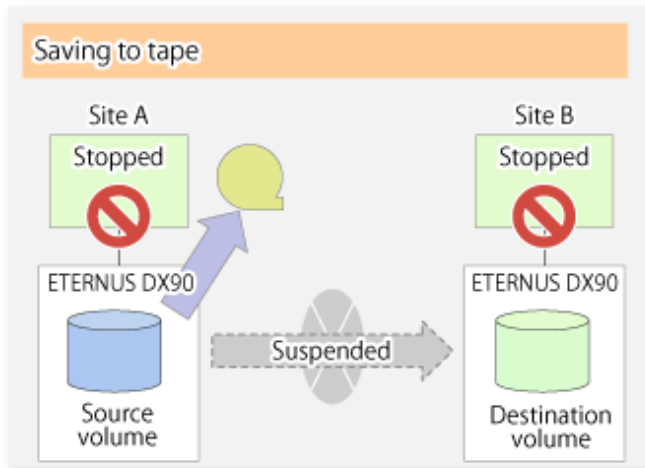 Saving to tape
Site A
Site B
Stopped
Stopped
ETERNUS DX90
ETERNUS DX90
Suspended
Source
volume
Destination
volume